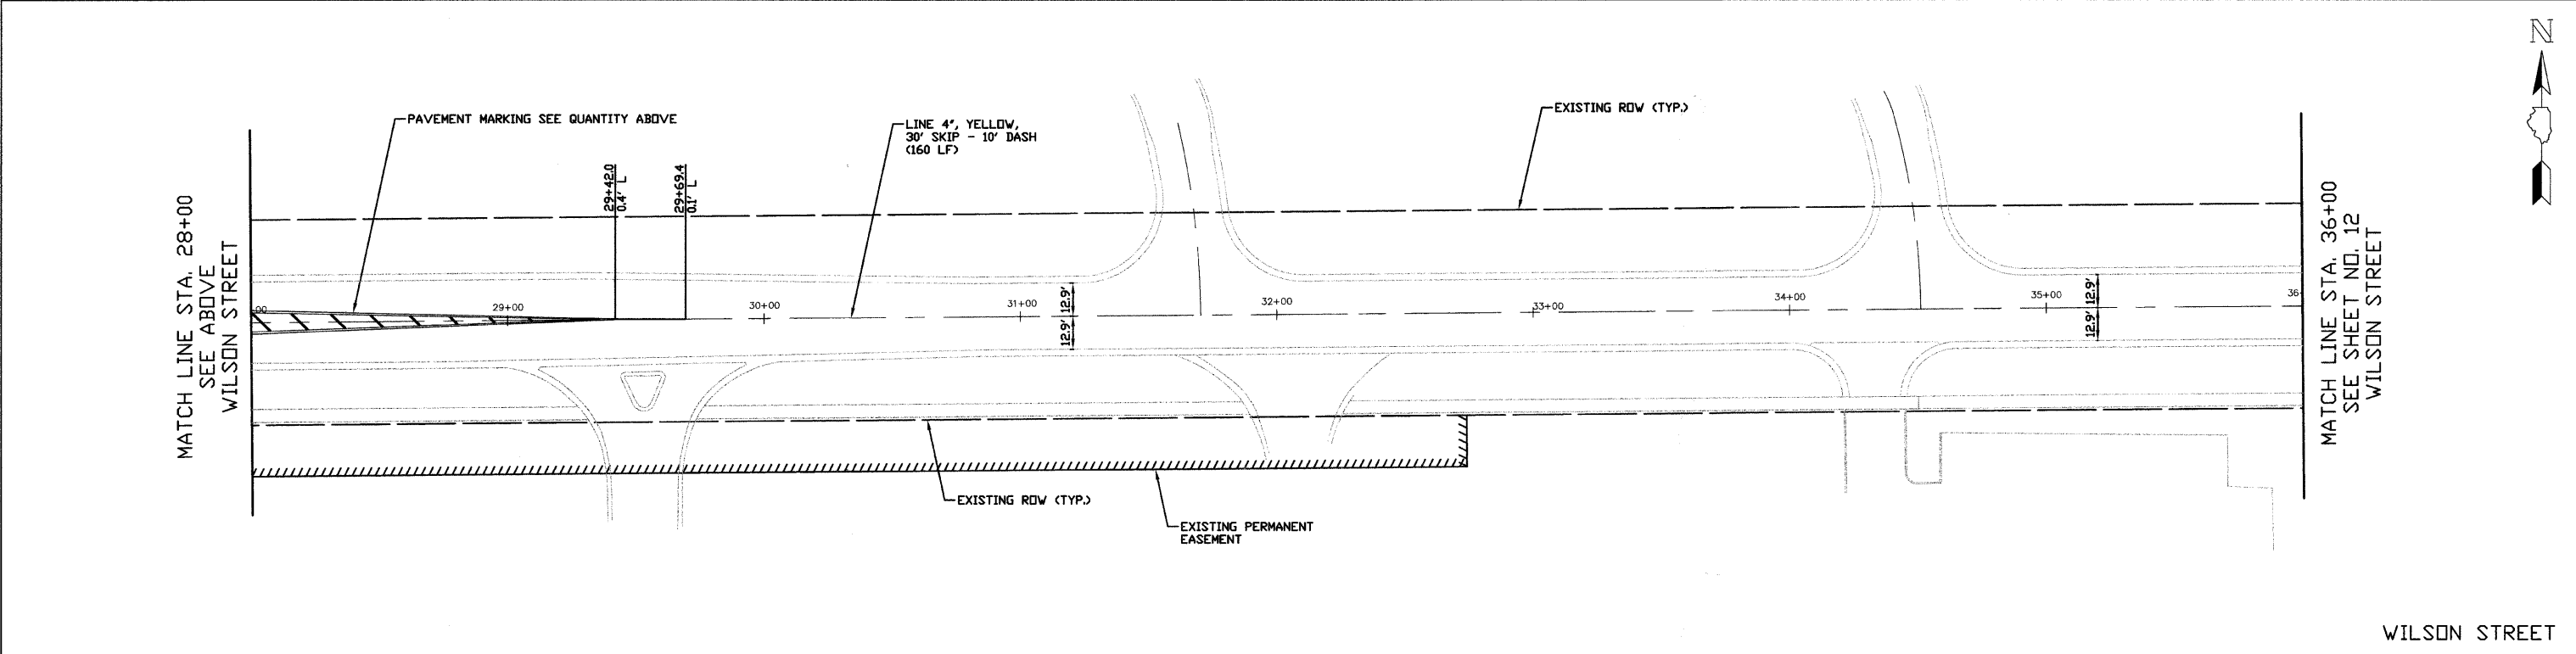 N
PAVEMENT MARKING SEE QUANTITY ABOVE
LINE 4", YELLOW,
30' SKIP - 10' DASH
(160 LF)
EXISTING ROW (TYP.)
29+42.0
0.4' L
29+69.4
0.1' L
MATCH LINE STA. 28+00
SEE ABOVE
WILSON STREET
00
29+00
30+00
31+00
32+00
33+00
34+00
35+00
36
12.9'
12.9'
12.9'
12.9'
MATCH LINE STA. 36+00
SEE SHEET NO. 12
WILSON STREET
EXISTING ROW (TYP.)
EXISTING PERMANENT
EASEMENT
WILSON STREET